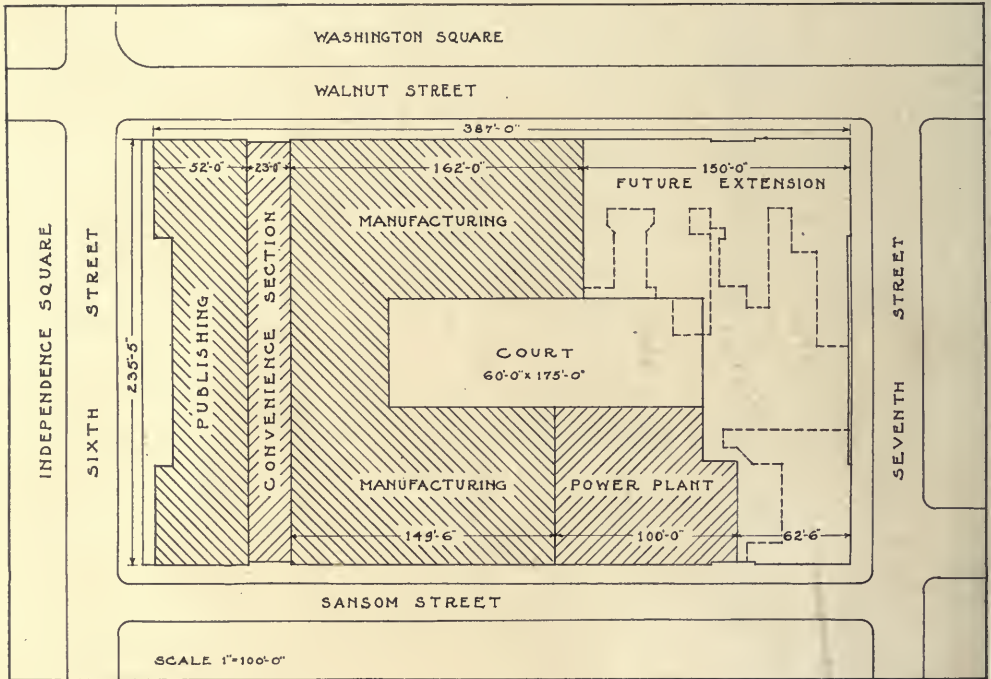 WASHINGTON SQUARE
WALNUT STREET
387'-0"
52'-0"
23'-0"
162'-0"
150'-0"
FUTURE EXTENSION
MANUFACTURING
INDEPENDENCE SQUARE
SIXTH STREET
235'-5"
PUBLISHING
CONVENIENCE SECTION
COURT
60'-0" x 175'-0"
SEVENTH STREET
MANUFACTURING
POWER PLANT
149'-6"
100'-0"
62'-6"
SANSOM STREET
SCALE 1"=100'-0"